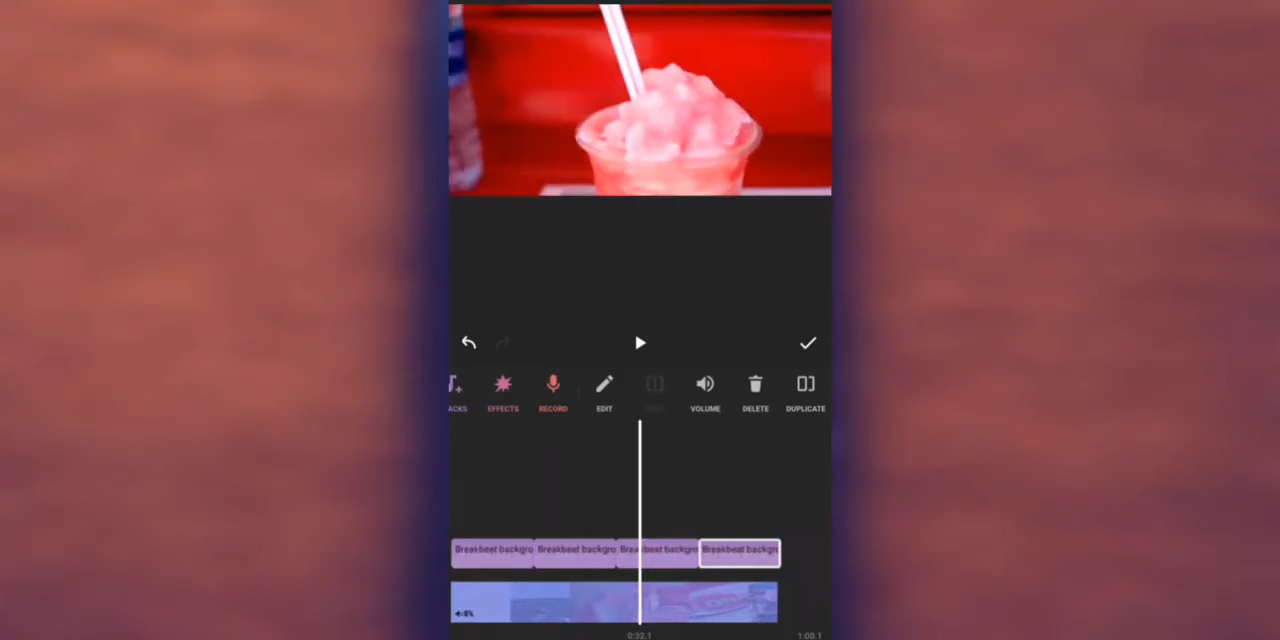 ACKS EFFECTS RECORD EDIT VOLUME DELETE DUPLICATE
Breakbeat backgro Breakbeat backgro Breakbeat backgro Breakbeat backgr
0%
0:32.1 1:00.1